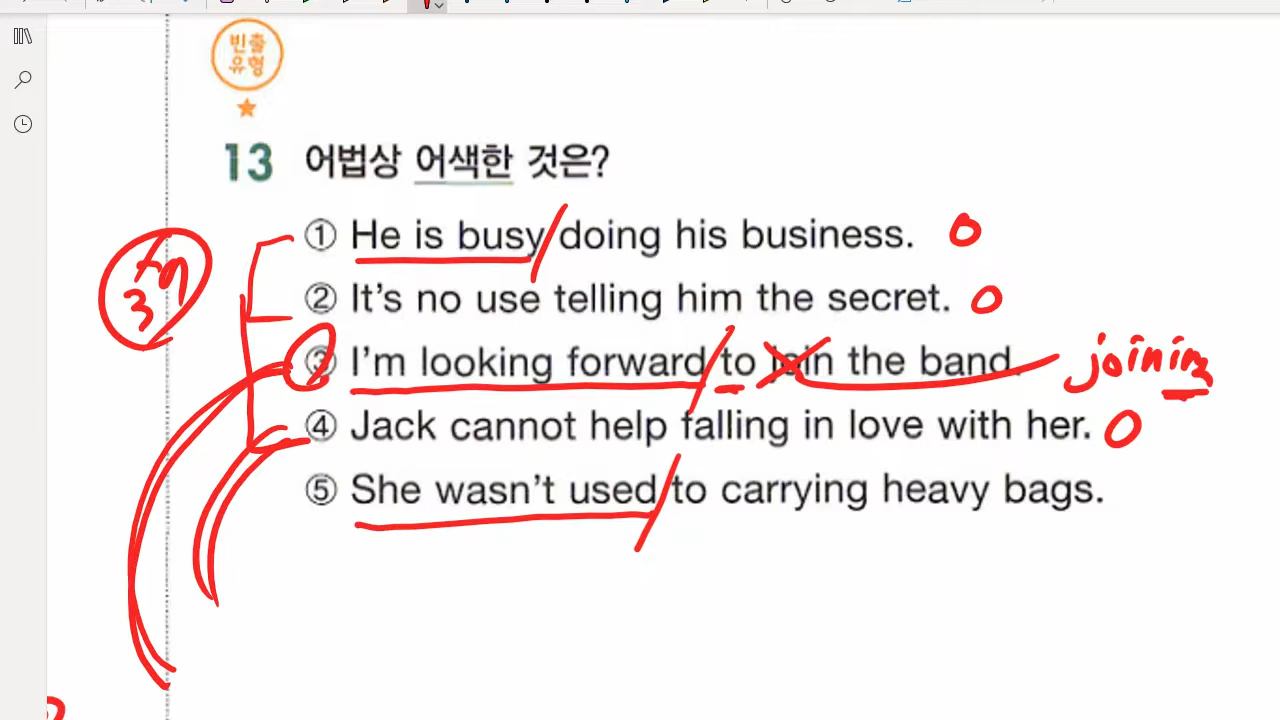 빈출
유형
13 어법상 어색한 것은?
① He is busy doing his business.
② It's no use telling him the secret.
③ I'm looking forward to join the band. joining
④ Jack cannot help falling in love with her.
⑤ She wasn't used to carrying heavy bags.